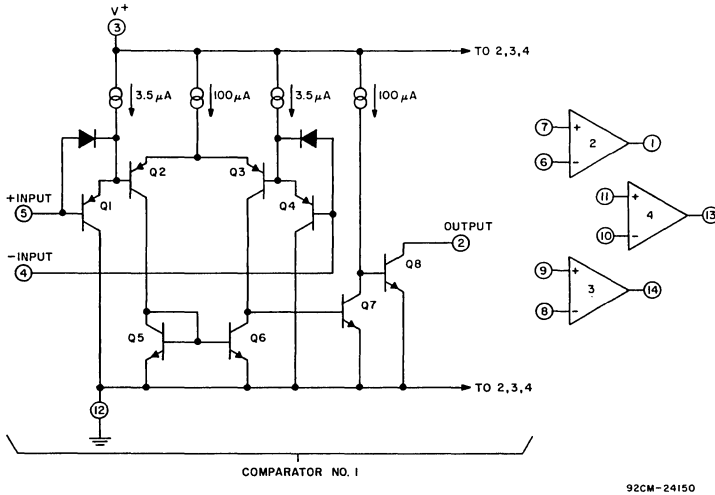 V+
3
TO 2,3,4
3.5µA
100µA
3.5µA
100µA
Q2
Q3
+INPUT
5
Q1
Q4
-INPUT
4
OUTPUT
2
Q8
Q7
Q5
Q6
TO 2,3,4
12
COMPARATOR NO. 1
7
+
2
1
6
-
11
+
4
13
10
-
9
+
3
14
8
-
92CM-24150